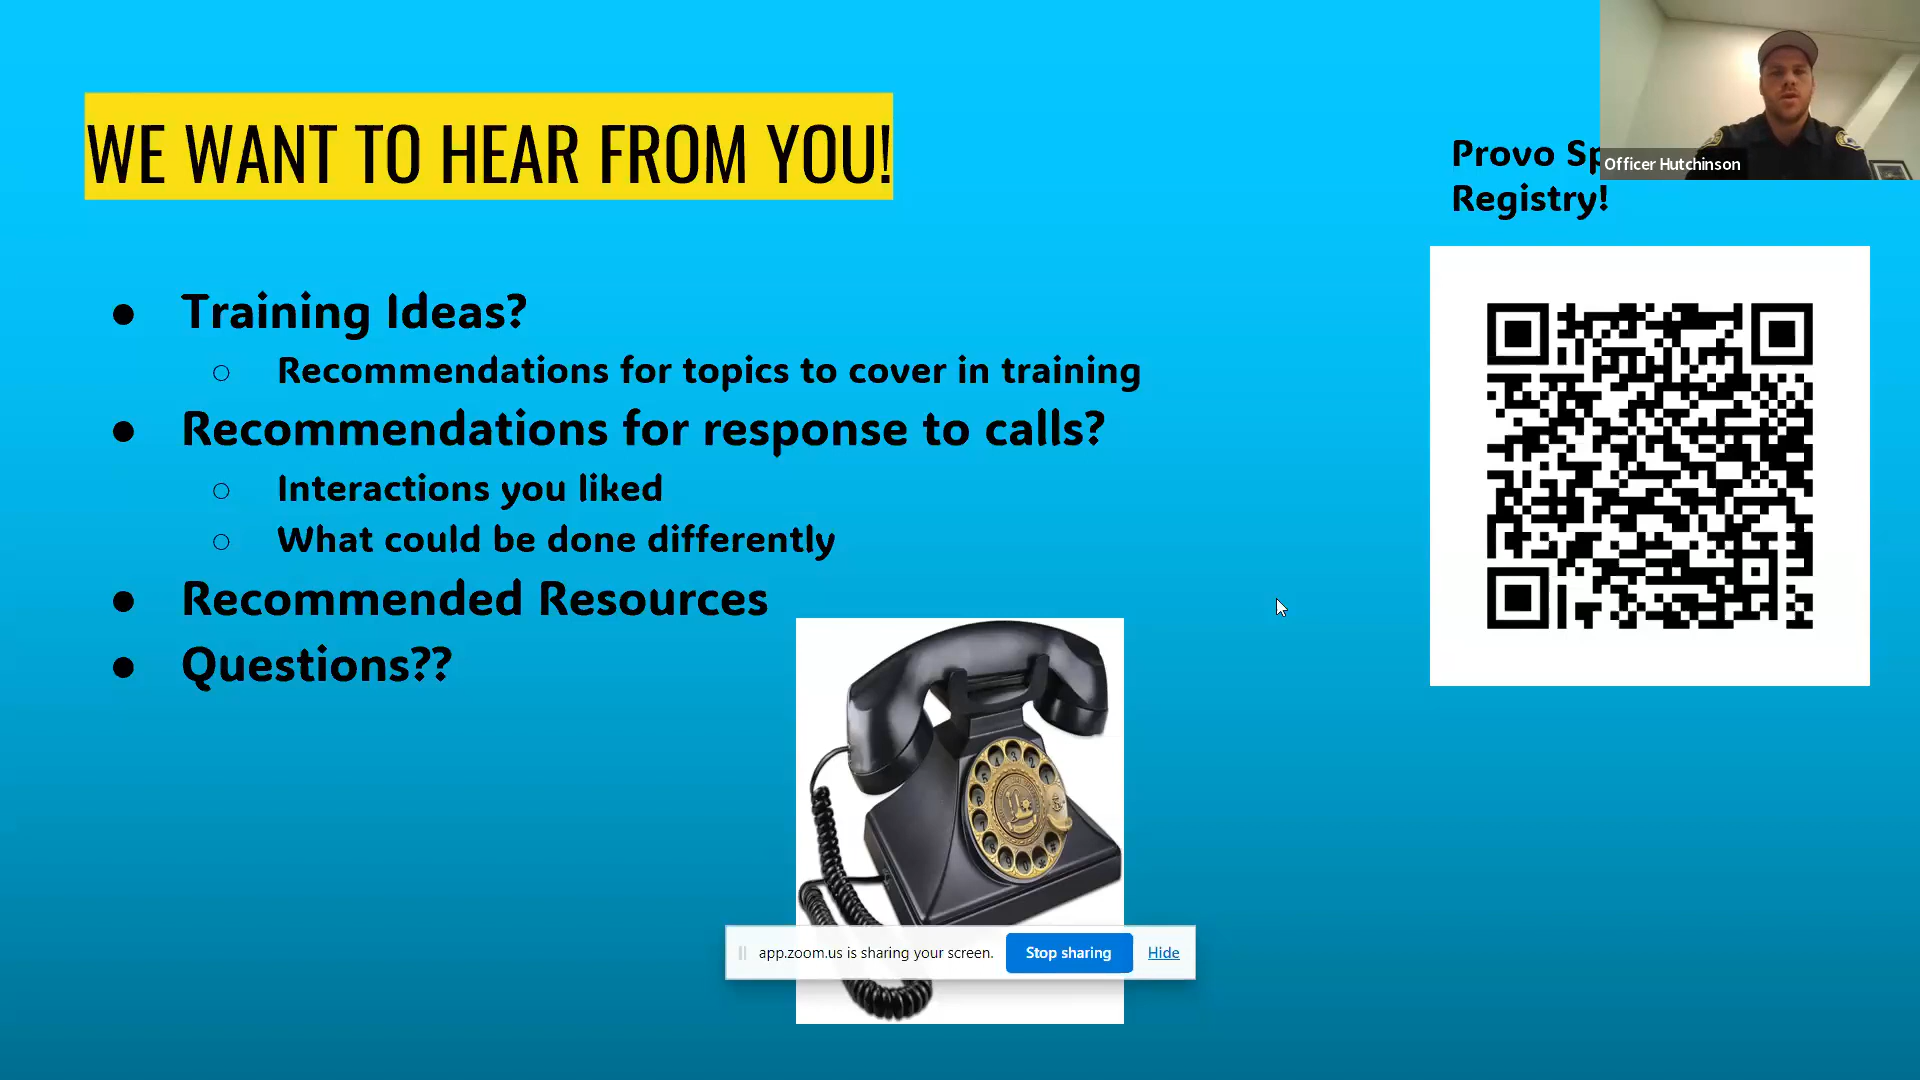 WE WANT TO HEAR FROM YOU!
Provo
Registry!
Officer Hutchinson
● Training Ideas?
○ Recommendations for topics to cover in training
● Recommendations for response to calls?
○ Interactions you liked
○ What could be done differently
● Recommended Resources
● Questions??
app.zoom.us is sharing your screen. Stop sharing Hide